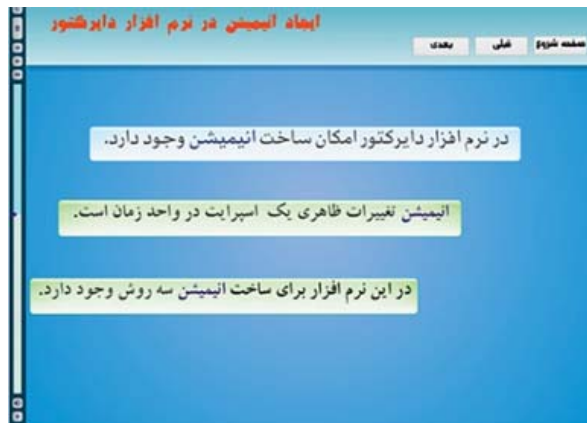 ایجاد انیمیشن در نرم افزار دایرکتور
صفحه شروع قبلی بعدی
در نرم افزار دایرکتور امکان ساخت انیمیشن وجود دارد.
انیمیشن تغییرات ظاهری یک اسپرایت در واحد زمان است.
در این نرم افزار برای ساخت انیمیشن سه روش وجود دارد.